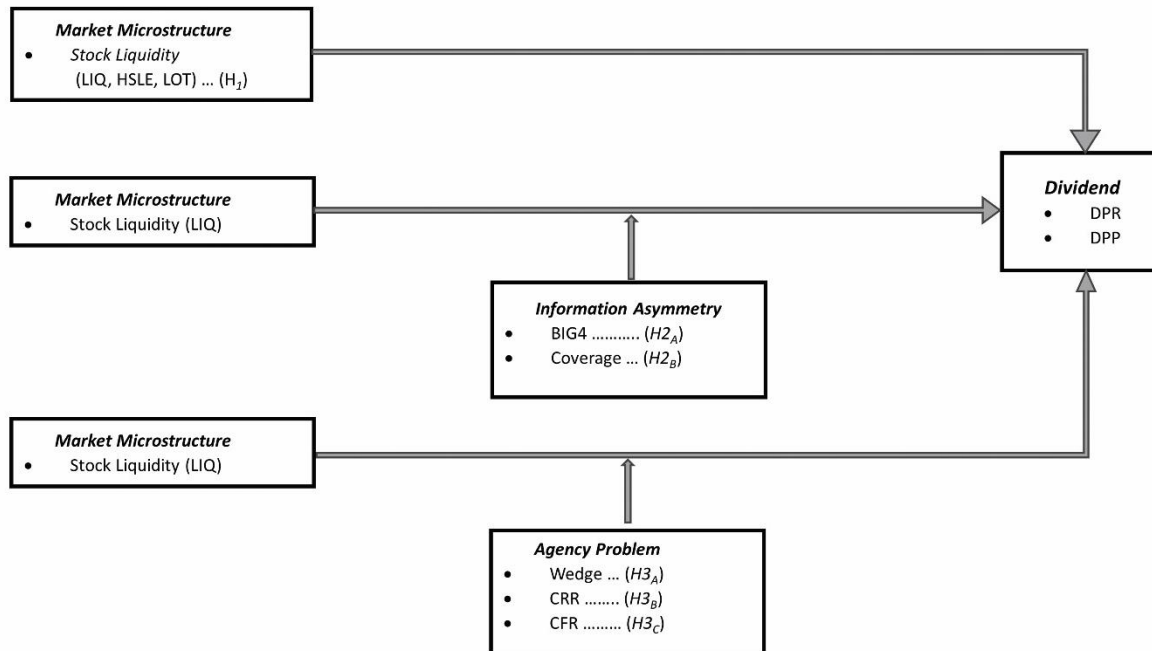 Market Microstructure
• Stock Liquidity
(LIQ, HSLE, LOT) … (H1)
Market Microstructure
• Stock Liquidity (LIQ)
Dividend
• DPR
• DPP
Information Asymmetry
• BIG4 ……….. (H2A)
• Coverage … (H2B)
Market Microstructure
• Stock Liquidity (LIQ)
Agency Problem
• Wedge … (H3A)
• CRR …….. (H3B)
• CFR ……… (H3C)